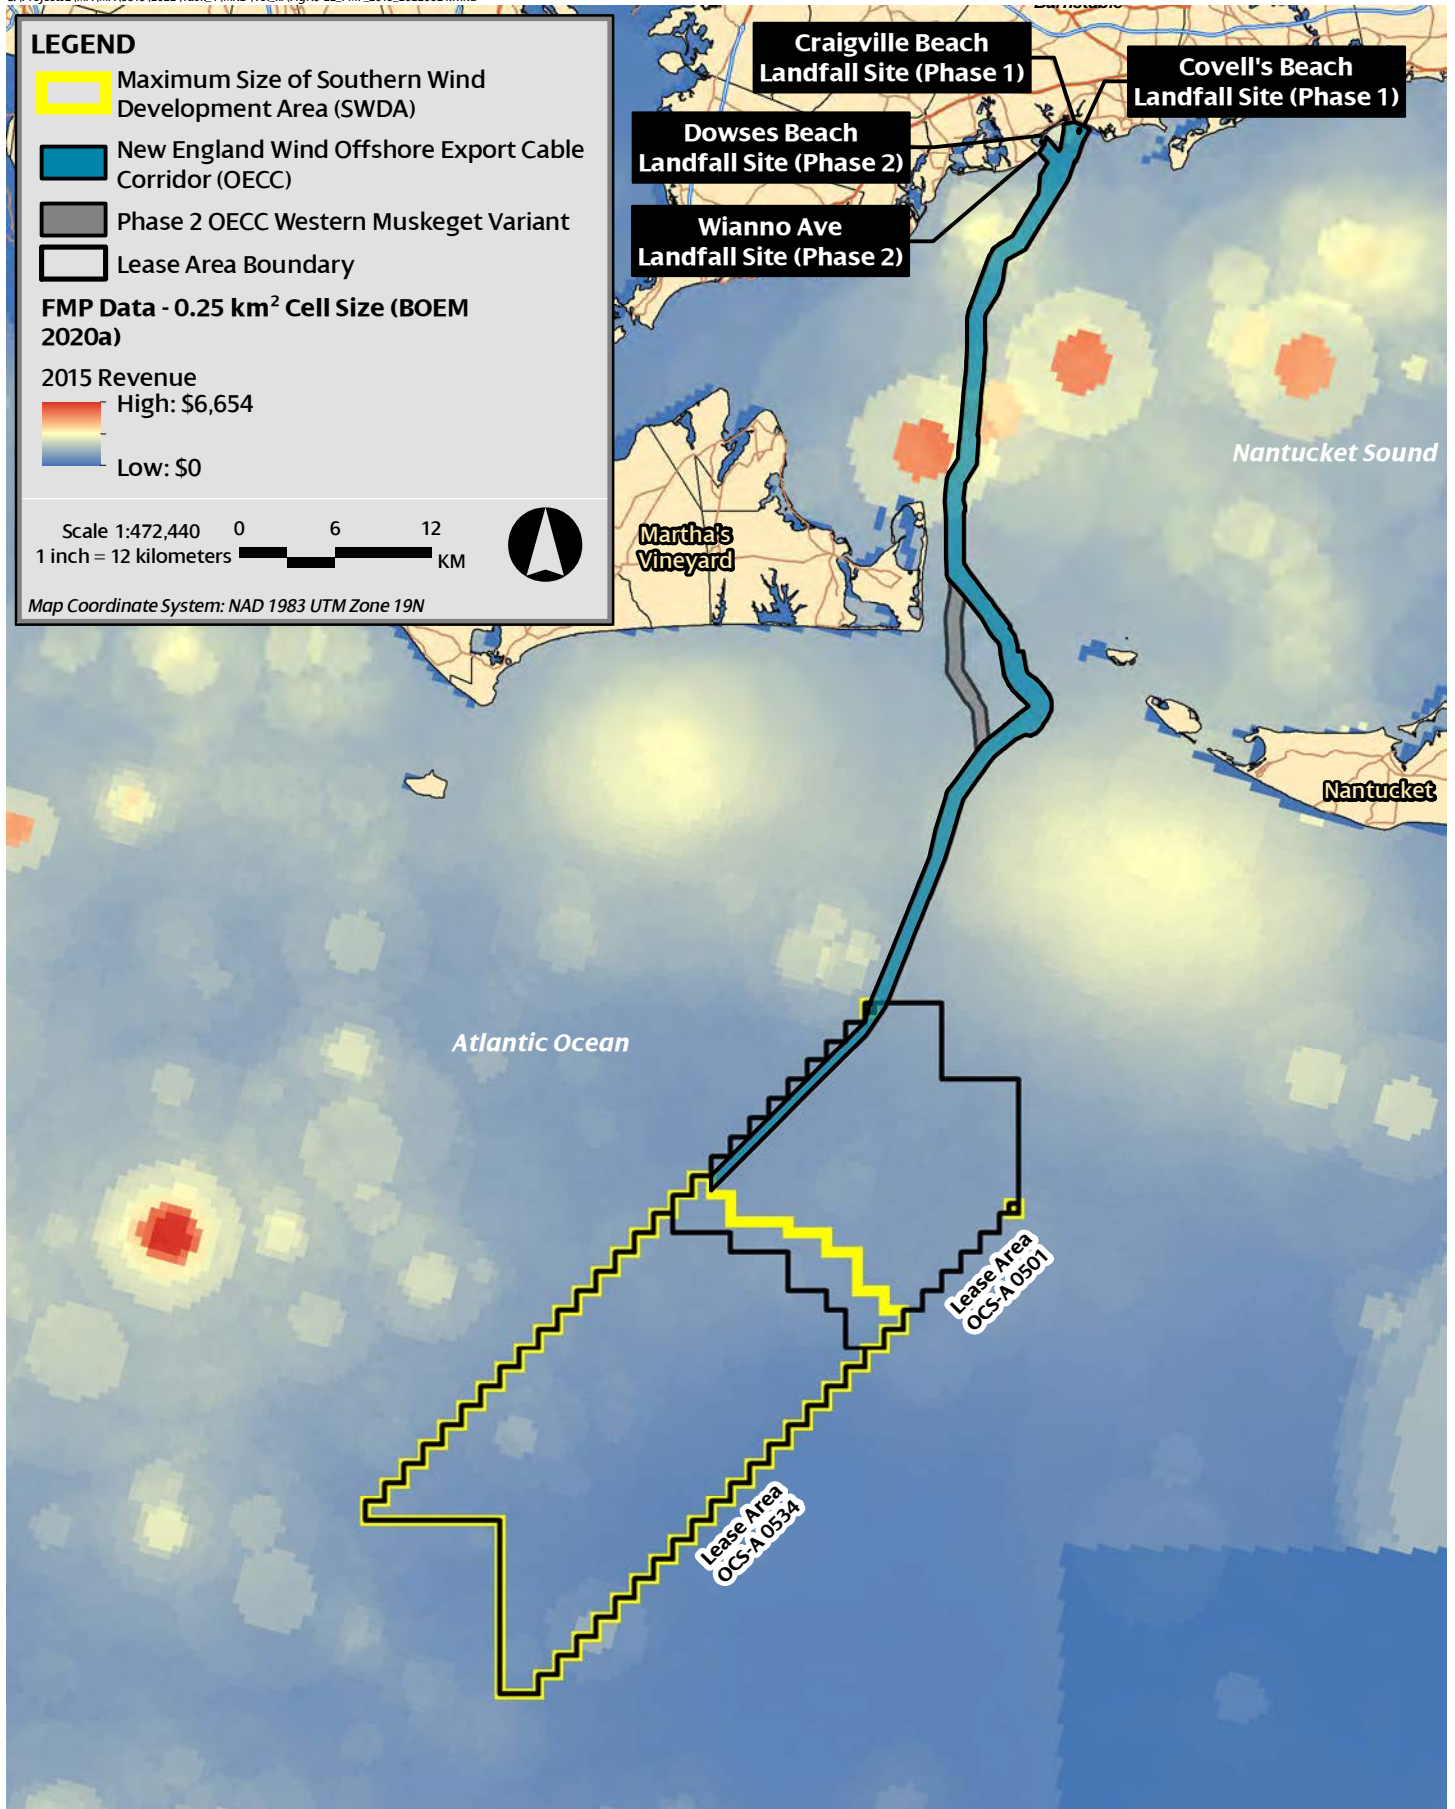 LEGEND
Maximum Size of Southern Wind
Development Area (SWDA)
New England Wind Offshore Export Cable
Corridor (OECC)
Phase 2 OECC Western Muskeget Variant
Lease Area Boundary
FMP Data - 0.25 km² Cell Size (BOEM
2020a)
2015 Revenue
High: $6,654
Low: $0
Scale 1:472,440
1 inch = 12 kilometers
0 6 12
KM
Map Coordinate System: NAD 1983 UTM Zone 19N
Craigville Beach
Landfall Site (Phase 1)
Covell's Beach
Landfall Site (Phase 1)
Dowses Beach
Landfall Site (Phase 2)
Wianno Ave
Landfall Site (Phase 2)
Nantucket Sound
Martha's
Vineyard
Nantucket
Atlantic Ocean
Lease Area
OCS-A 0501
Lease Area
OCS-A 0534